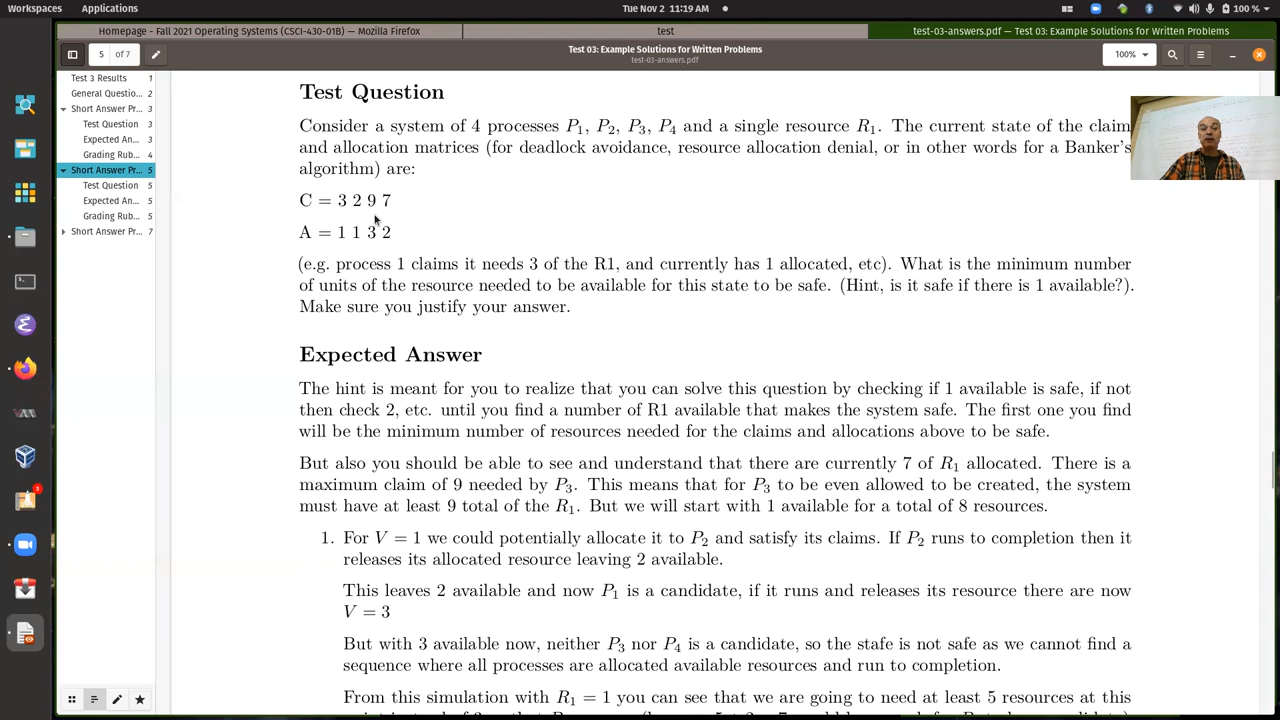 Workspaces
Applications
Tue Nov 2 11:19 AM
100 %
Homepage - Fall 2021 Operating Systems (CSCI-430-01B) — Mozilla Firefox
test
test-03-answers.pdf — Test 03: Example Solutions for Written Problems
5
of 7
Test 03: Example Solutions for Written Problems
test-03-answers.pdf
100%
Test 3 Results 1
General Questio... 2
Short Answer Pr... 3
Test Question 3
Expected An... 3
Grading Rub... 4
Short Answer Pr... 5
Test Question 5
Expected An... 5
Grading Rub... 6
Short Answer Pr... 7
Test Question
Consider a system of 4 processes P1, P2, P3, P4 and a single resource R1. The current state of the claim
and allocation matrices (for deadlock avoidance, resource allocation denial, or in other words for a Banker's
algorithm) are:
C = 3 2 9 7
A = 1 1 3 2
(e.g. process 1 claims it needs 3 of the R1, and currently has 1 allocated, etc). What is the minimum number
of units of the resource needed to be available for this state to be safe. (Hint, is it safe if there is 1 available?).
Make sure you justify your answer.
Expected Answer
The hint is meant for you to realize that you can solve this question by checking if 1 available is safe, if not
then check 2, etc. until you find a number of R1 available that makes the system safe. The first one you find
will be the minimum number of resources needed for the claims and allocations above to be safe.
But also you should be able to see and understand that there are currently 7 of R1 allocated. There is a
maximum claim of 9 needed by P3. This means that for P3 to be even allowed to be created, the system
must have at least 9 total of the R1. But we will start with 1 available for a total of 8 resources.
1. For V = 1 we could potentially allocate it to P2 and satisfy its claims. If P2 runs to completion then it
releases its allocated resource leaving 2 available.
This leaves 2 available and now P1 is a candidate, if it runs and releases its resource there are now
V = 3
But with 3 available now, neither P3 nor P4 is a candidate, so the stafe is not safe as we cannot find a
sequence where all processes are allocated available resources and run to completion.
From this simulation with R1 = 1 you can see that we are going to need at least 5 resources at this